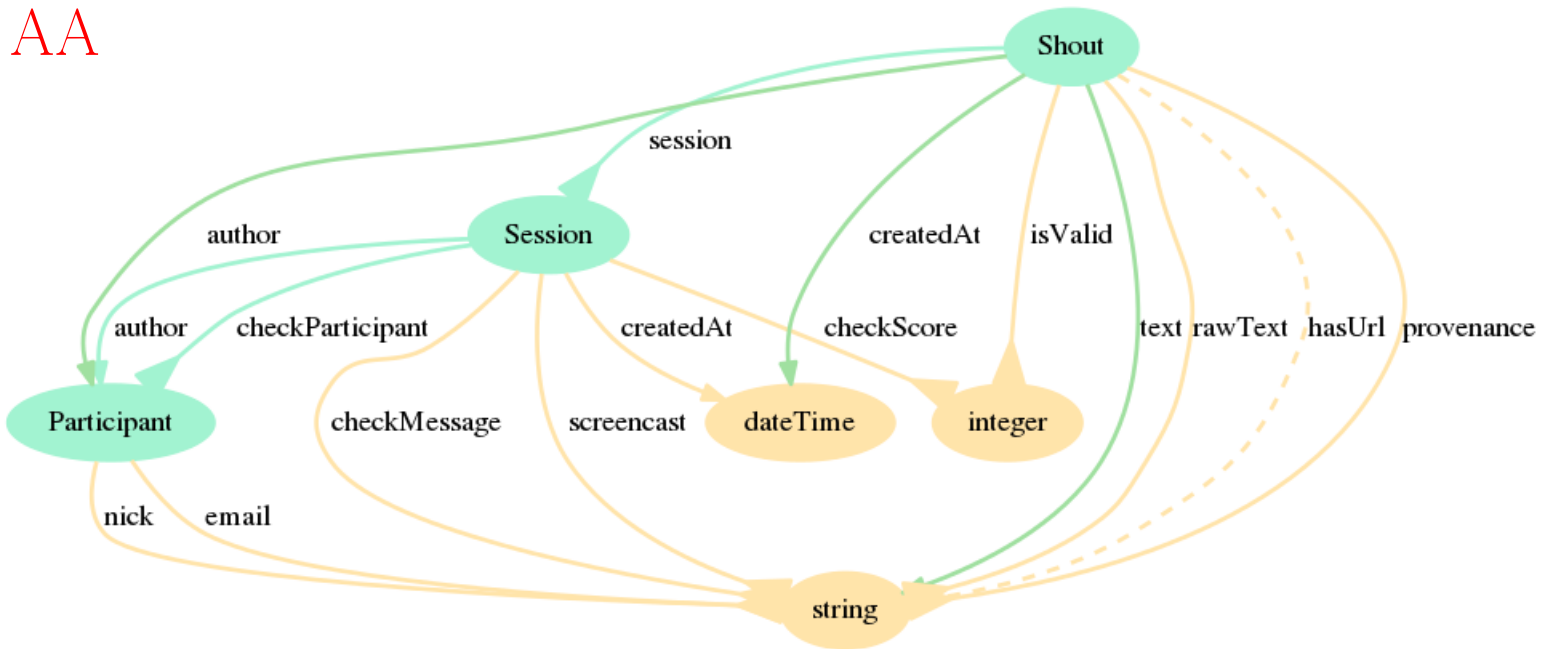 AA
Shout
session
author
Session
createdAt
isValid
author
checkParticipant
createdAt
checkScore
text
rawText
hasUrl
provenance
Participant
checkMessage
screencast
dateTime
integer
nick
email
string